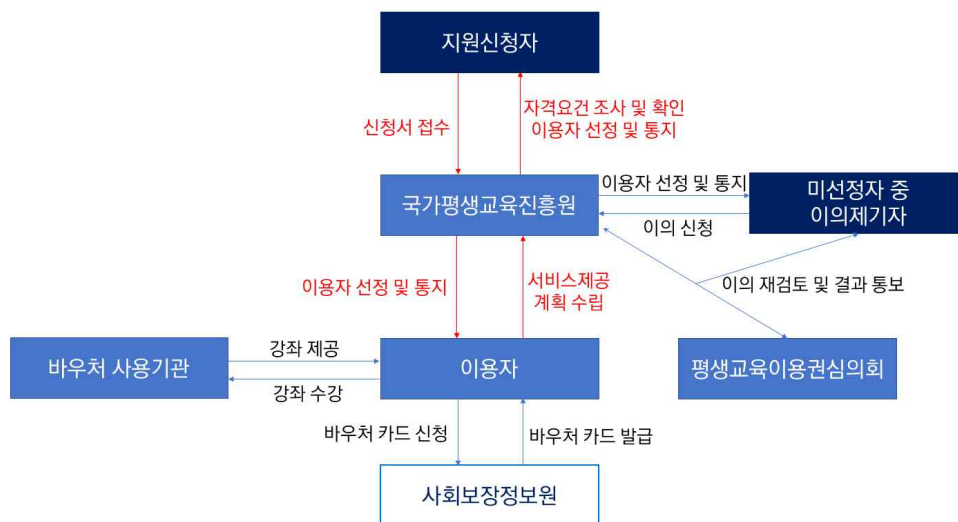 지원신청자
신청서 접수
자격요건 조사 및 확인
이용자 선정 및 통지
국가평생교육진흥원
이용자 선정 및 통지
이의 신청
미선정자 중
이의제기자
이용자 선정 및 통지
서비스제공
계획 수립
이의 재검토 및 결과 통보
바우처 사용기관
강좌 제공
강좌 수강
이용자
평생교육이용권심의회
바우처 카드 신청
바우처 카드 발급
사회보장정보원